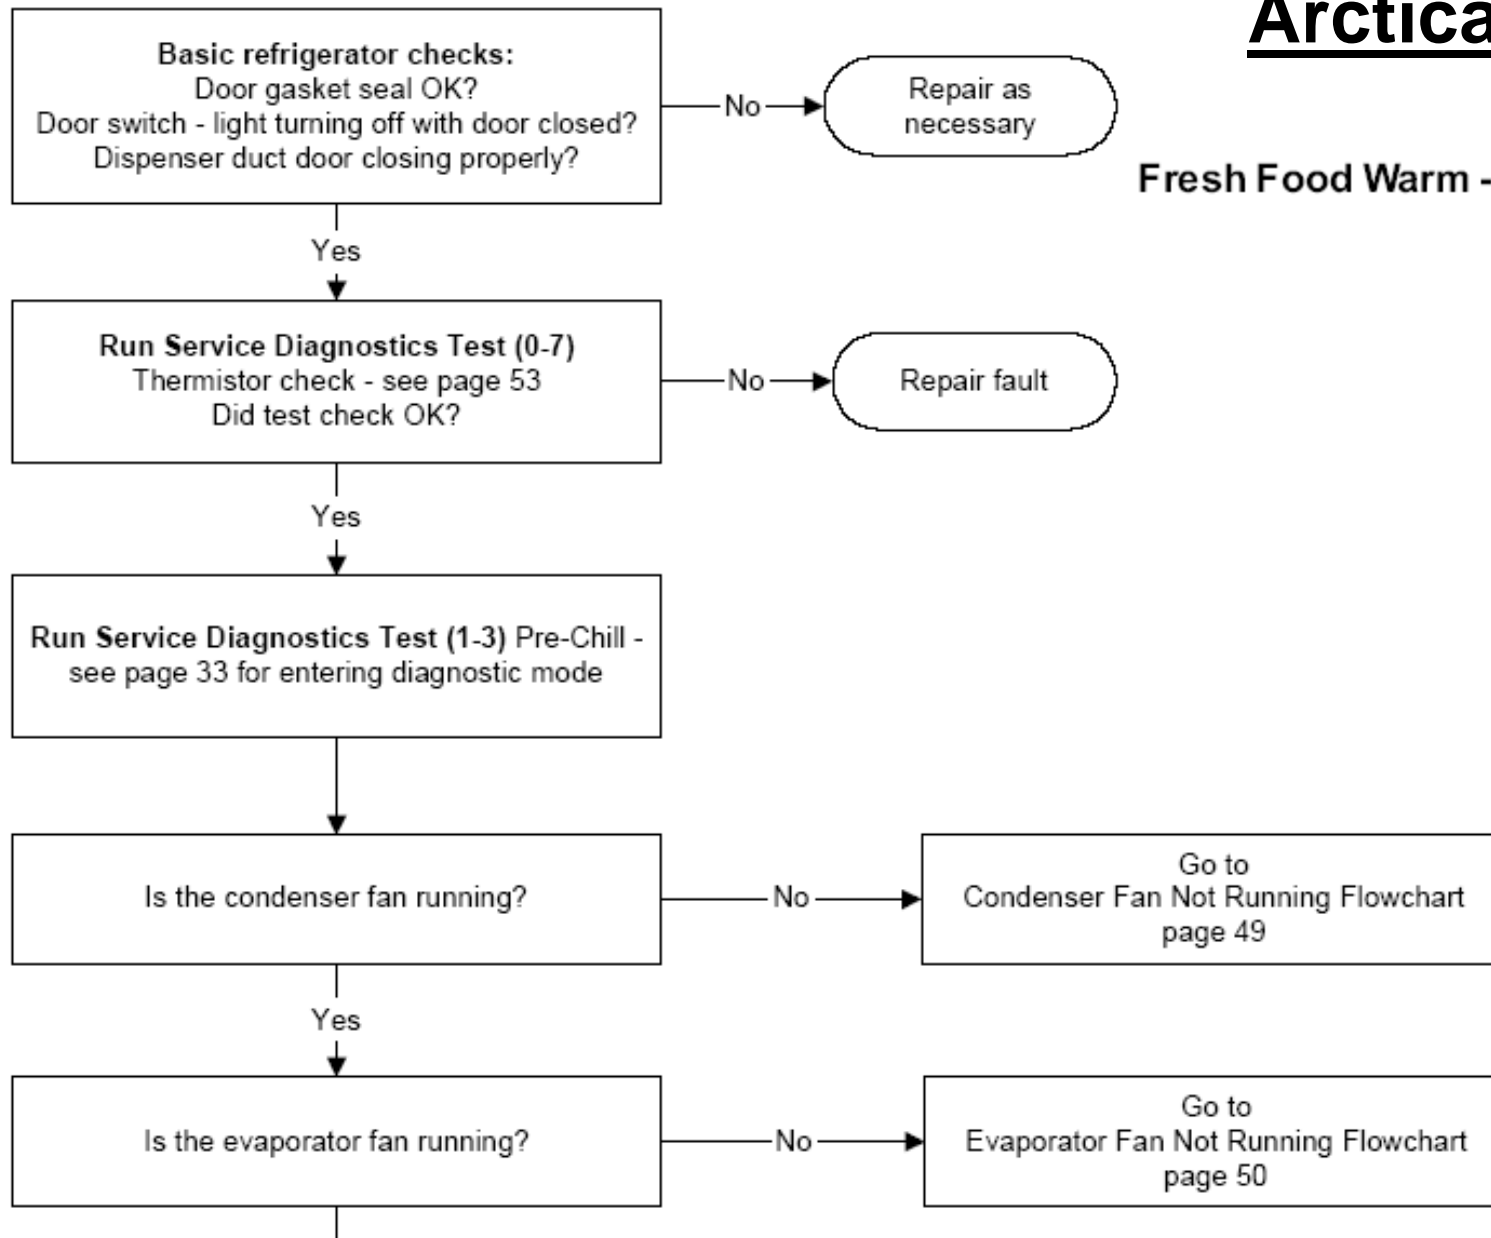 Arctica
Basic refrigerator checks:
Door gasket seal OK?
Door switch - light turning off with door closed?
Dispenser duct door closing properly?
No
Repair as
necessary
Fresh Food Warm -
Yes
Run Service Diagnostics Test (0-7)
Thermistor check - see page 53
Did test check OK?
No
Repair fault
Yes
Run Service Diagnostics Test (1-3) Pre-Chill -
see page 33 for entering diagnostic mode
Is the condenser fan running?
No
Go to
Condenser Fan Not Running Flowchart
page 49
Yes
Is the evaporator fan running?
No
Go to
Evaporator Fan Not Running Flowchart
page 50